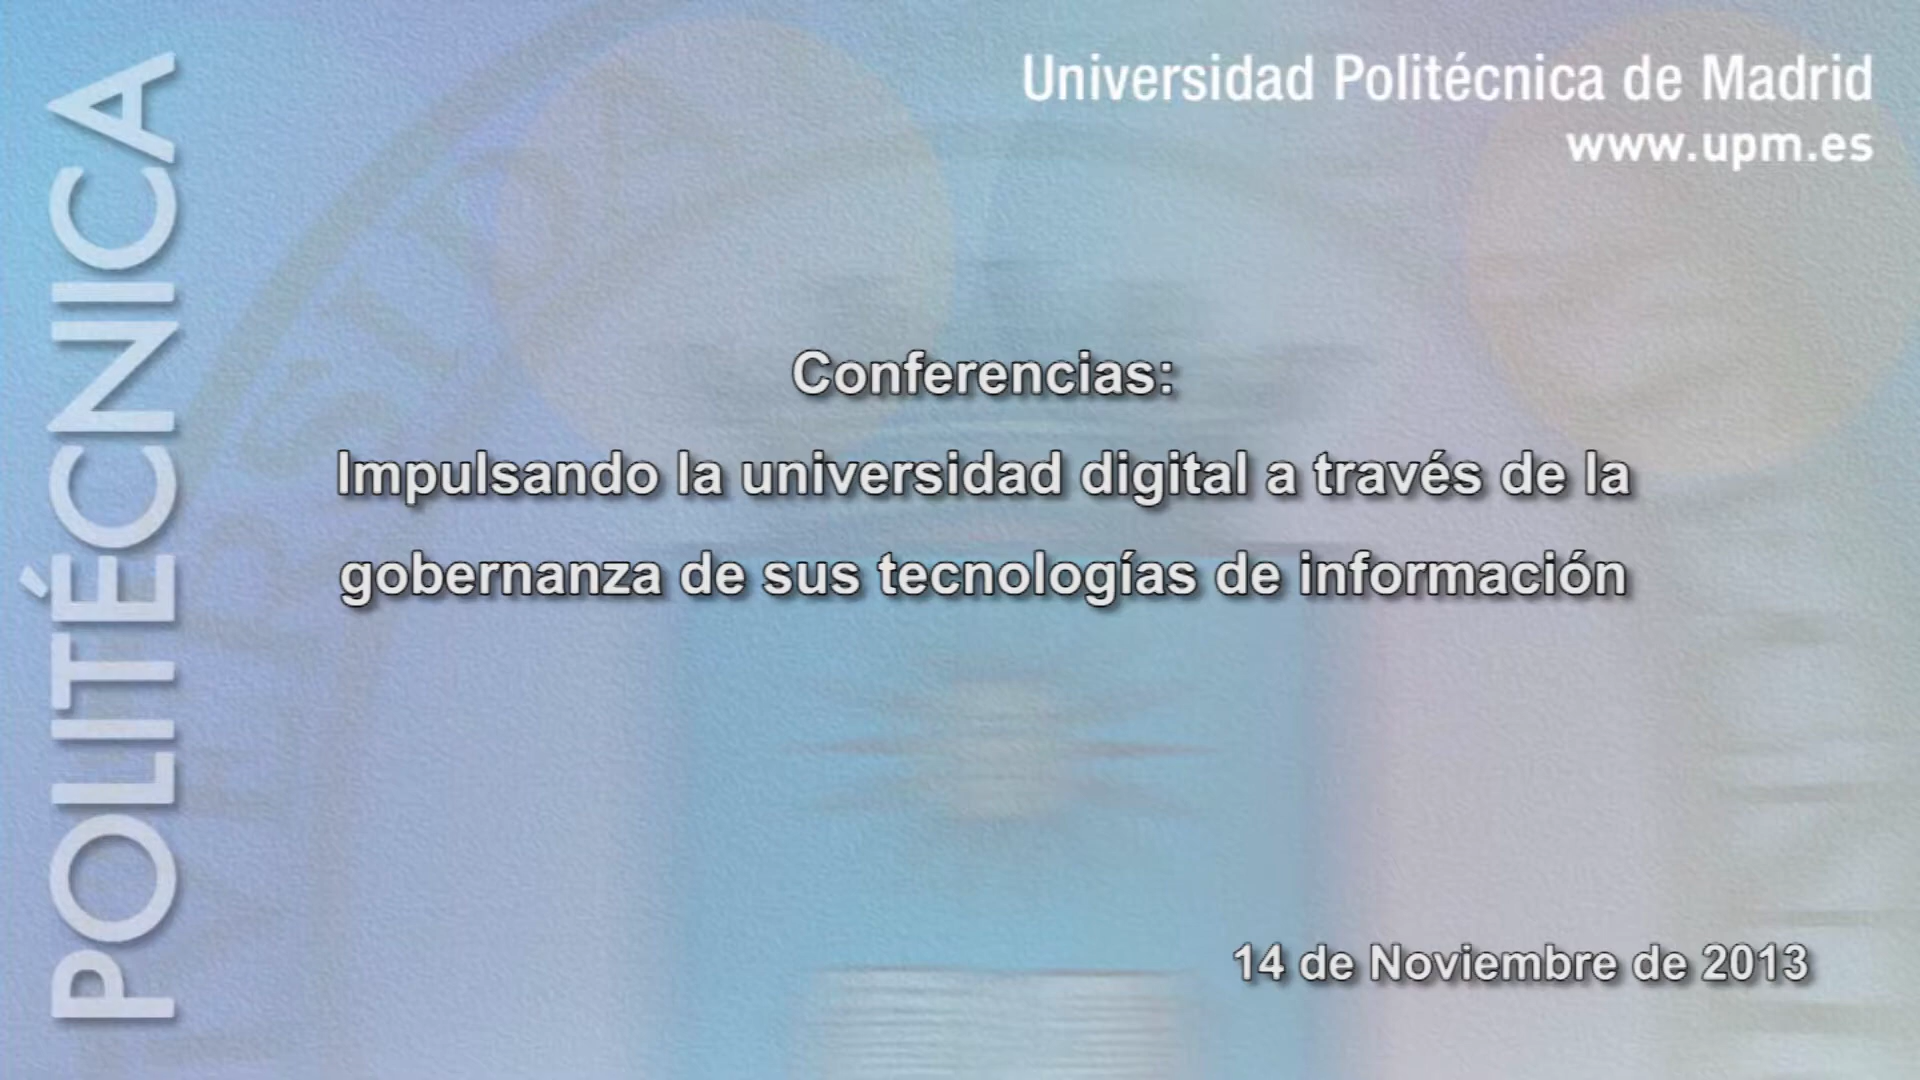 POLITÉCNICA
Universidad Politécnica de Madrid
www.upm.es
Conferencias:
Impulsando la universidad digital a través de la
gobernanza de sus tecnologías de información
14 de Noviembre de 2013